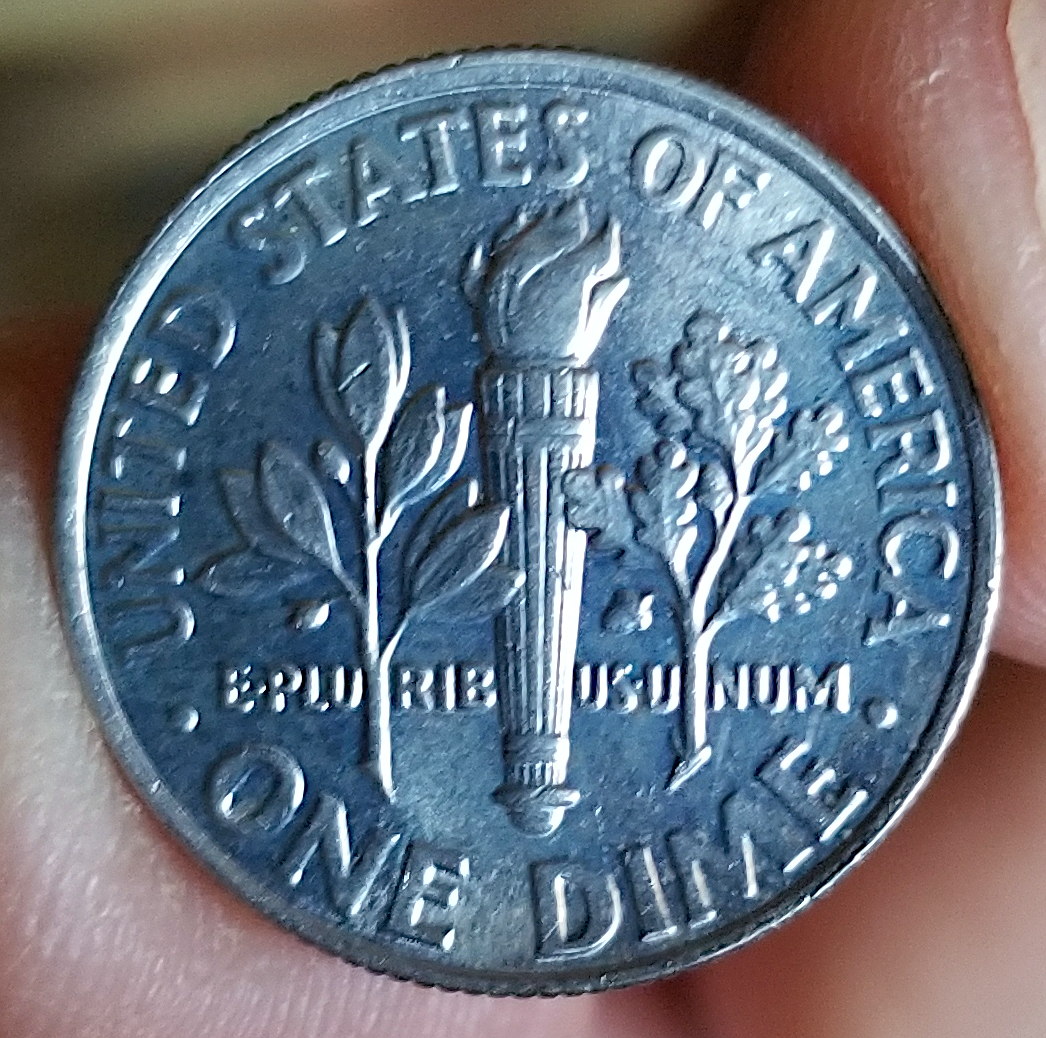 UNITED STATES OF AMERICA
E·PLURIBUS·UNUM
· ONE DIME ·